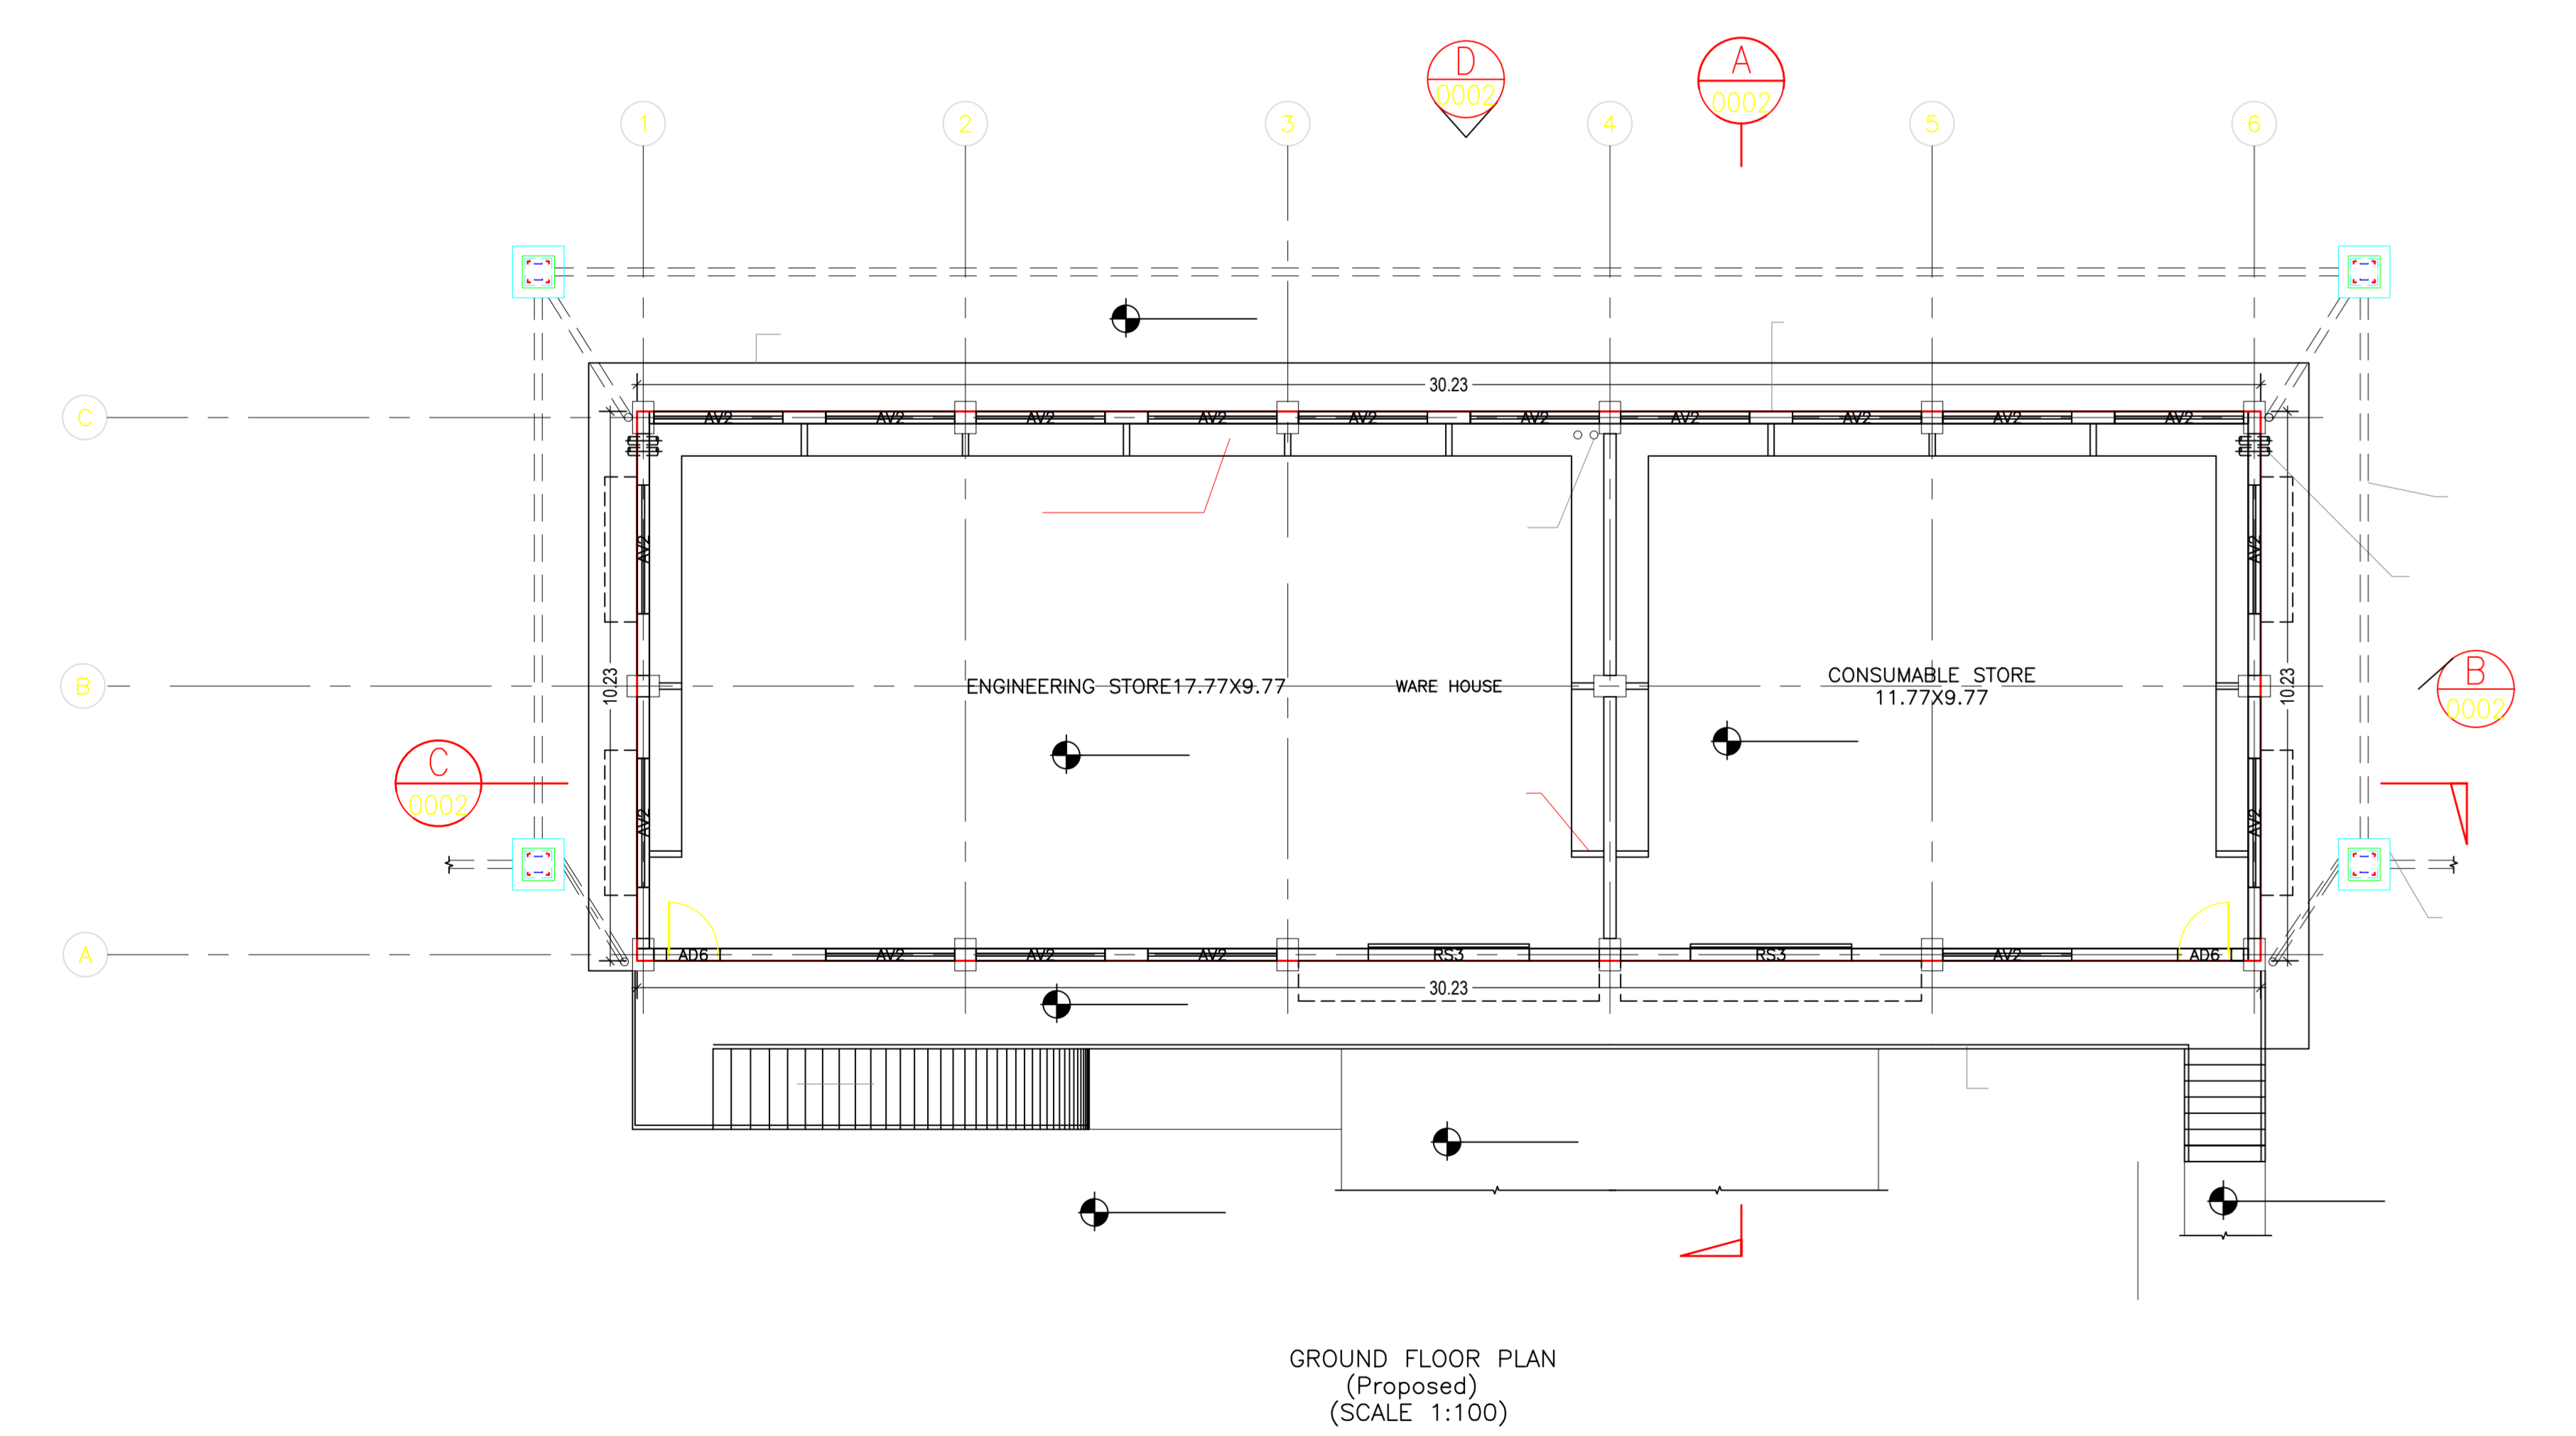 D
0002
A
0002
1
2
3
4
5
6
30.23
C
AV2
AV2
AV2
AV2
AV2
AV2
AV2
AV2
AV2
AV2
AV2
AV2
10.23
B
ENGINEERING STORE17.77X9.77
WARE HOUSE
CONSUMABLE STORE
11.77X9.77
10.23
B
0002
C
0002
AV2
AV2
A
AD6
AV2
AV2
AV2
RS3
RS3
AV2
AD6
30.23
GROUND FLOOR PLAN
(Proposed)
(SCALE 1:100)